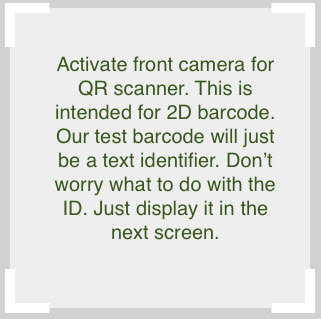 Activate front camera for
QR scanner. This is
intended for 2D barcode.
Our test barcode will just
be a text identifier. Don’t
worry what to do with the
ID. Just display it in the
next screen.